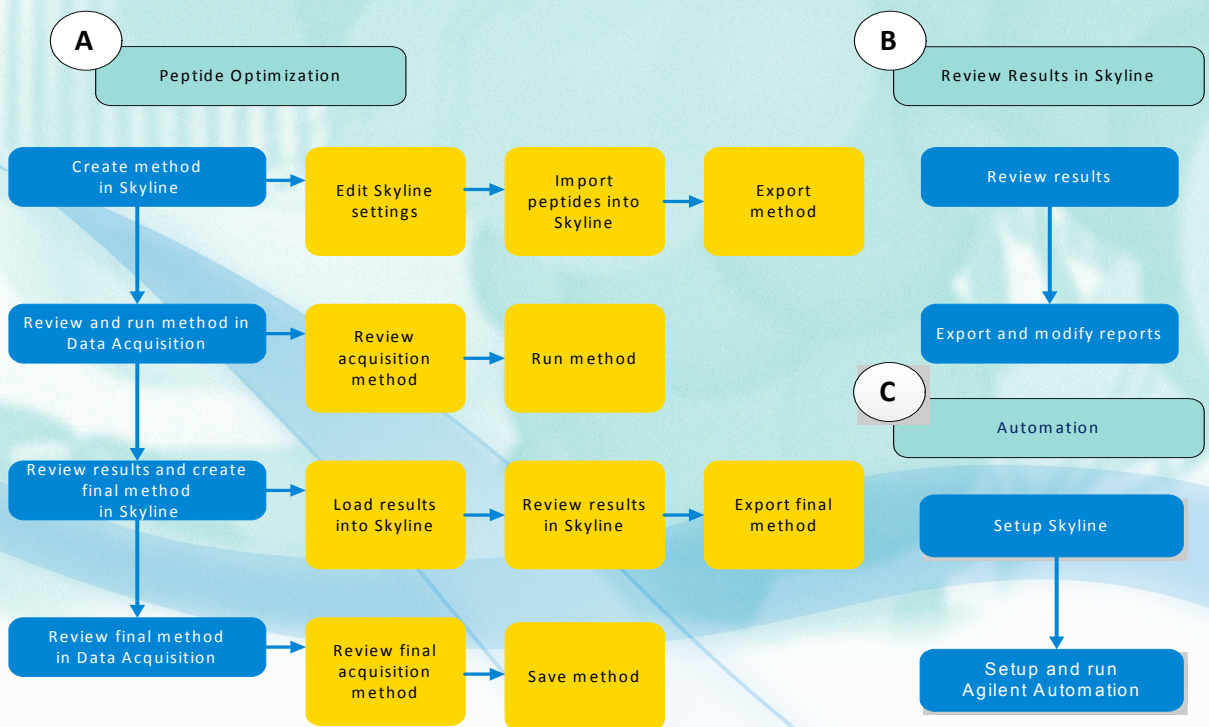 A
Peptide Optimization
Create method
in Skyline
Edit Skyline
settings
Import
peptides into
Skyline
Export
method
Review and run method in
Data Acquisition
Review
acquisition
method
Run method
Review results and create
final method
in Skyline
Load results
into Skyline
Review results
in Skyline
Export final
method
Review final method
in Data Acquisition
Review final
acquisition
method
Save method
B
Review Results in Skyline
Review results
Export and modify reports
C
Automation
Setup Skyline
Setup and run
Agilent Automation